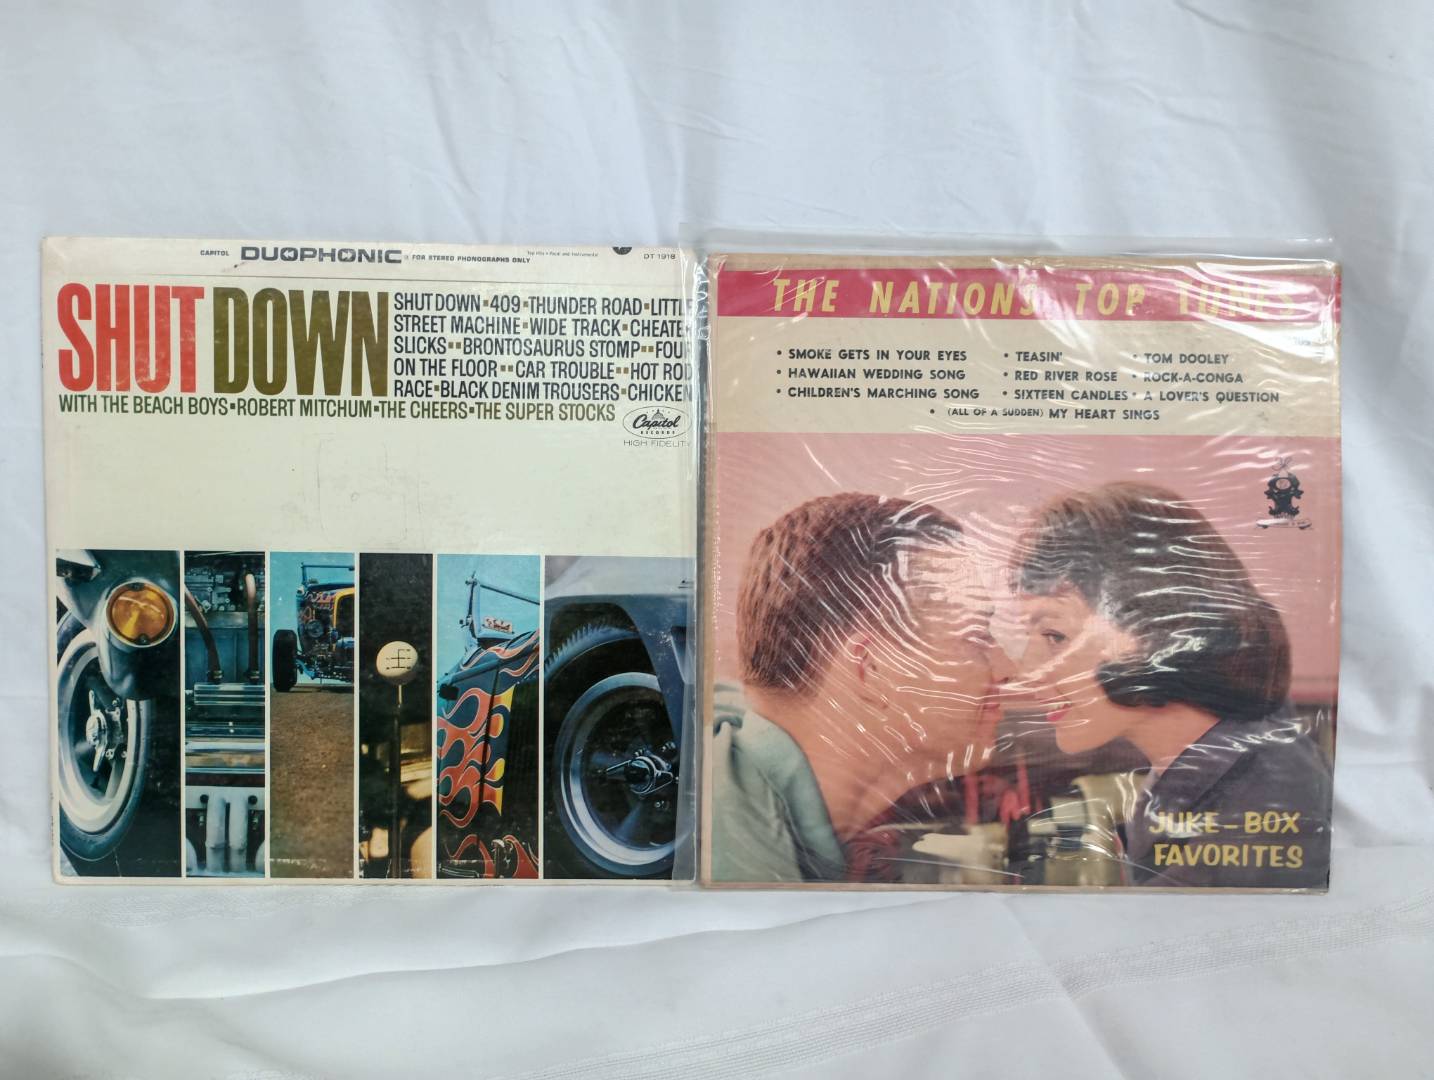 CAPITOL DUOPHONIC FOR STEREO PHONOGRAPHS ONLY
DT 1918
SHUT DOWN
SHUT DOWN▪409▪THUNDER ROAD▪LITTL
STREET MACHINE▪WIDE TRACK▪CHEATER
SLICKS▪▪BRONTOSAURUS STOMP▪▪FOUR
ON THE FLOOR▪▪CAR TROUBLE▪▪HOT ROD
RACE▪BLACK DENIM TROUSERS▪CHICKEN
WITH THE BEACH BOYS▪ROBERT MITCHUM▪THE CHEERS▪THE SUPER STOCKS
Capitol
RECORDS
HIGH FIDELITY
THE NATIONS TOP TUNES
• SMOKE GETS IN YOUR EYES
• HAWAIIAN WEDDING SONG
• CHILDREN'S MARCHING SONG
• TEASIN'
• RED RIVER ROSE
• SIXTEEN CANDLES
• TOM DOOLEY
• ROCK-A-CONGA
• A LOVER'S QUESTION
• (ALL OF A SUDDEN) MY HEART SINGS
JUKE-BOX
FAVORITES